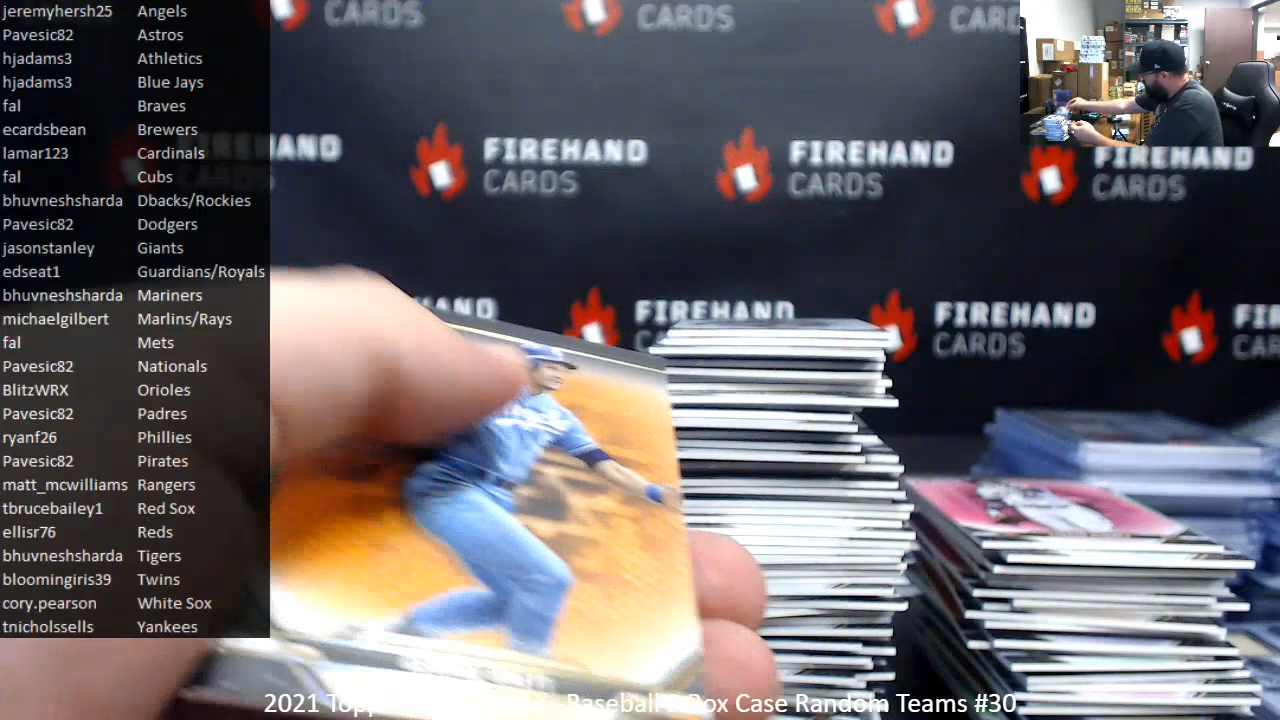 jeremyhersh25 Angels
Pavesic82 Astros
hjadams3 Athletics
hjadams3 Blue Jays
fal Braves
ecardsbean Brewers
lamar123 Cardinals
fal Cubs
bhuvneshsharda Dbacks/Rockies
Pavesic82 Dodgers
jasonstanley Giants
edseat1 Guardians/Royals
bhuvneshsharda Mariners
michaelgilbert Marlins/Rays
fal Mets
Pavesic82 Nationals
BlitzWRX Orioles
Pavesic82 Padres
ryanf26 Phillies
Pavesic82 Pirates
matt_mcwilliams Rangers
tbrucebailey1 Red Sox
ellisr76 Reds
bhuvneshsharda Tigers
bloomingiris39 Twins
cory.pearson White Sox
tnicholssells Yankees
CARDS
CARDS
CARDS
HAND
FIREHAND
CARDS
FIREHAND
CARDS
FIREHAND
CARDS
HAND
FIREHAND
FIREHAND
CARDS
2021 Baseball Box Case Random Teams #30